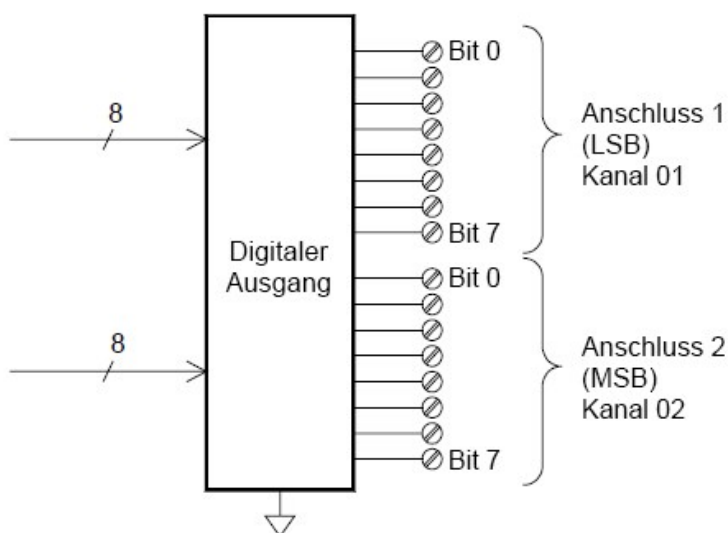 Bit 0
8
Anschluss 1
(LSB)
Kanal 01
Bit 7
Digitaler
Ausgang
Bit 0
8
Anschluss 2
(MSB)
Kanal 02
Bit 7